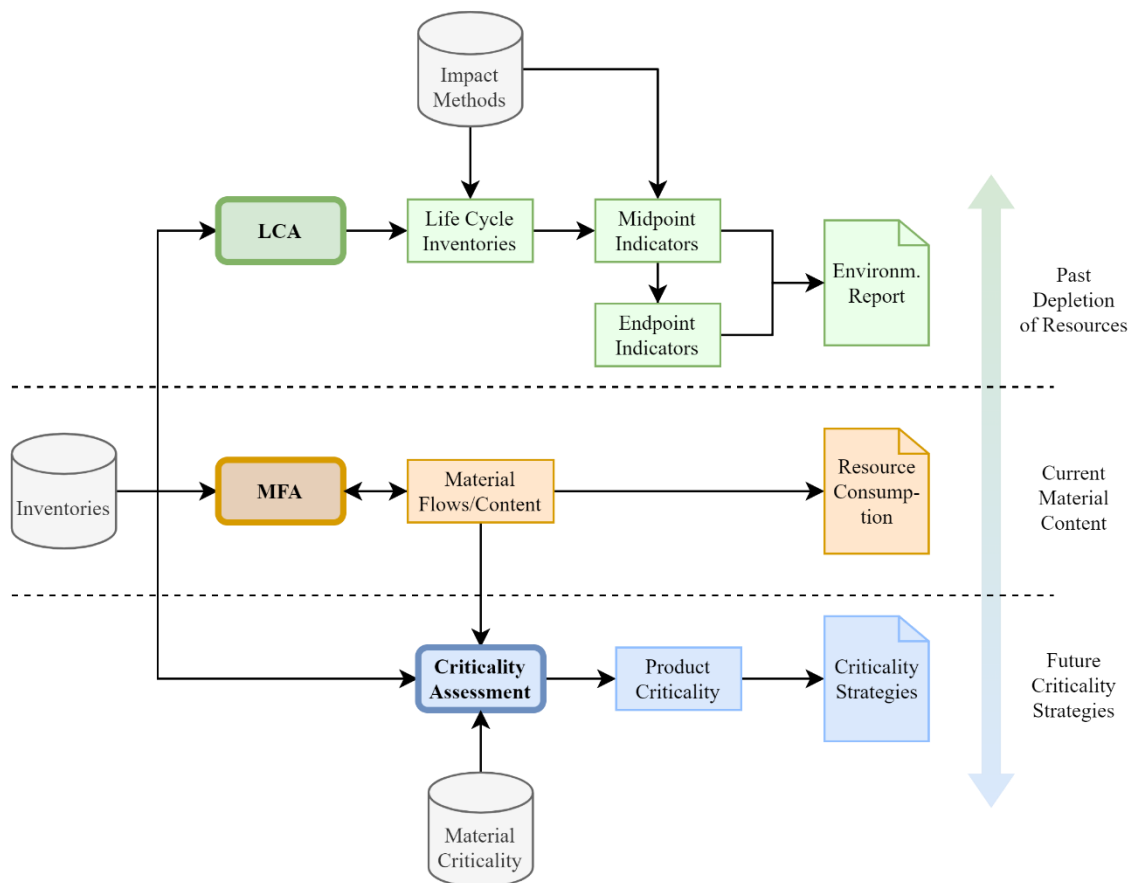 Impact
Methods
LCA
Life Cycle
Inventories
Midpoint
Indicators
Endpoint
Indicators
Environm.
Report
Past
Depletion
of Resources
Inventories
MFA
Material
Flows/Content
Resource
Consump-
tion
Current
Material
Content
Criticality
Assessment
Product
Criticality
Criticality
Strategies
Future
Criticality
Strategies
Material
Criticality